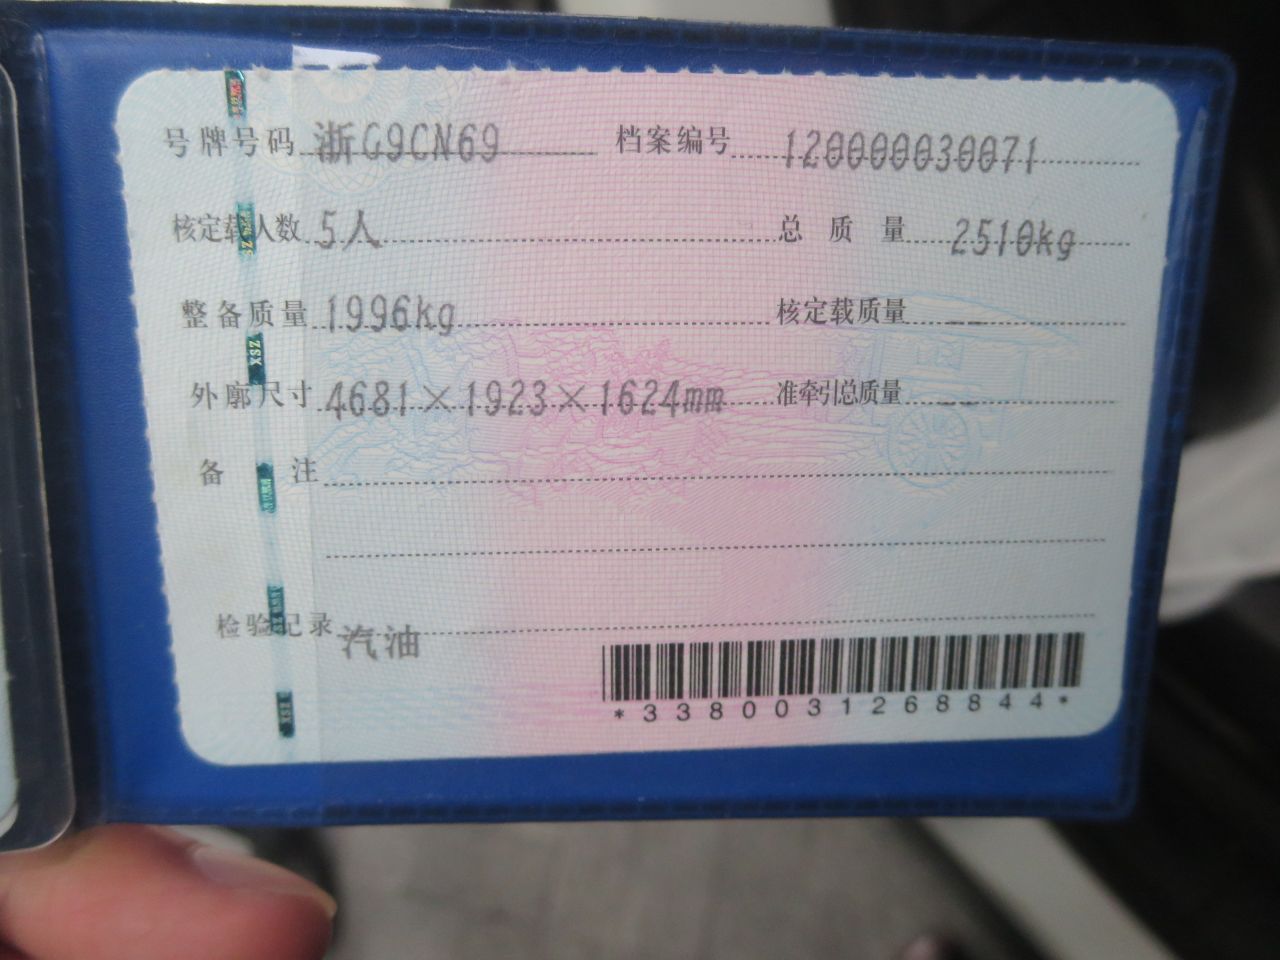 号牌号码 浙G9CN69 档案编号 120000030071
核定载人数 5人 总质量 2510kg
整备质量 1996kg 核定载质量 --
外廓尺寸 4681×1923×1624mm 准牵引总质量 --
备注
检验记录 汽油
*3380031268844*
XSZ
XSZ